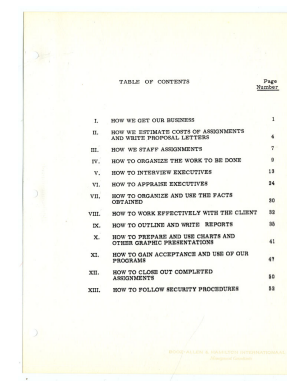 TABLE OF CONTENTS
Page
Number
I. HOW WE GET OUR BUSINESS 1
II. HOW WE ESTIMATE COSTS OF ASSIGNMENTS
AND WRITE PROPOSAL LETTERS 4
III. HOW WE STAFF ASSIGNMENTS 7
IV. HOW TO ORGANIZE THE WORK TO BE DONE 9
V. HOW TO INTERVIEW EXECUTIVES 13
VI. HOW TO APPRAISE EXECUTIVES 24
VII. HOW TO ORGANIZE AND USE THE FACTS
OBTAINED 30
VIII. HOW TO WORK EFFECTIVELY WITH THE CLIENT 32
IX. HOW TO OUTLINE AND WRITE REPORTS 35
X. HOW TO PREPARE AND USE CHARTS AND
OTHER GRAPHIC PRESENTATIONS 41
XI. HOW TO GAIN ACCEPTANCE AND USE OF OUR
PROGRAMS 47
XII. HOW TO CLOSE OUT COMPLETED
ASSIGNMENTS 50
XIII. HOW TO FOLLOW SECURITY PROCEDURES 53